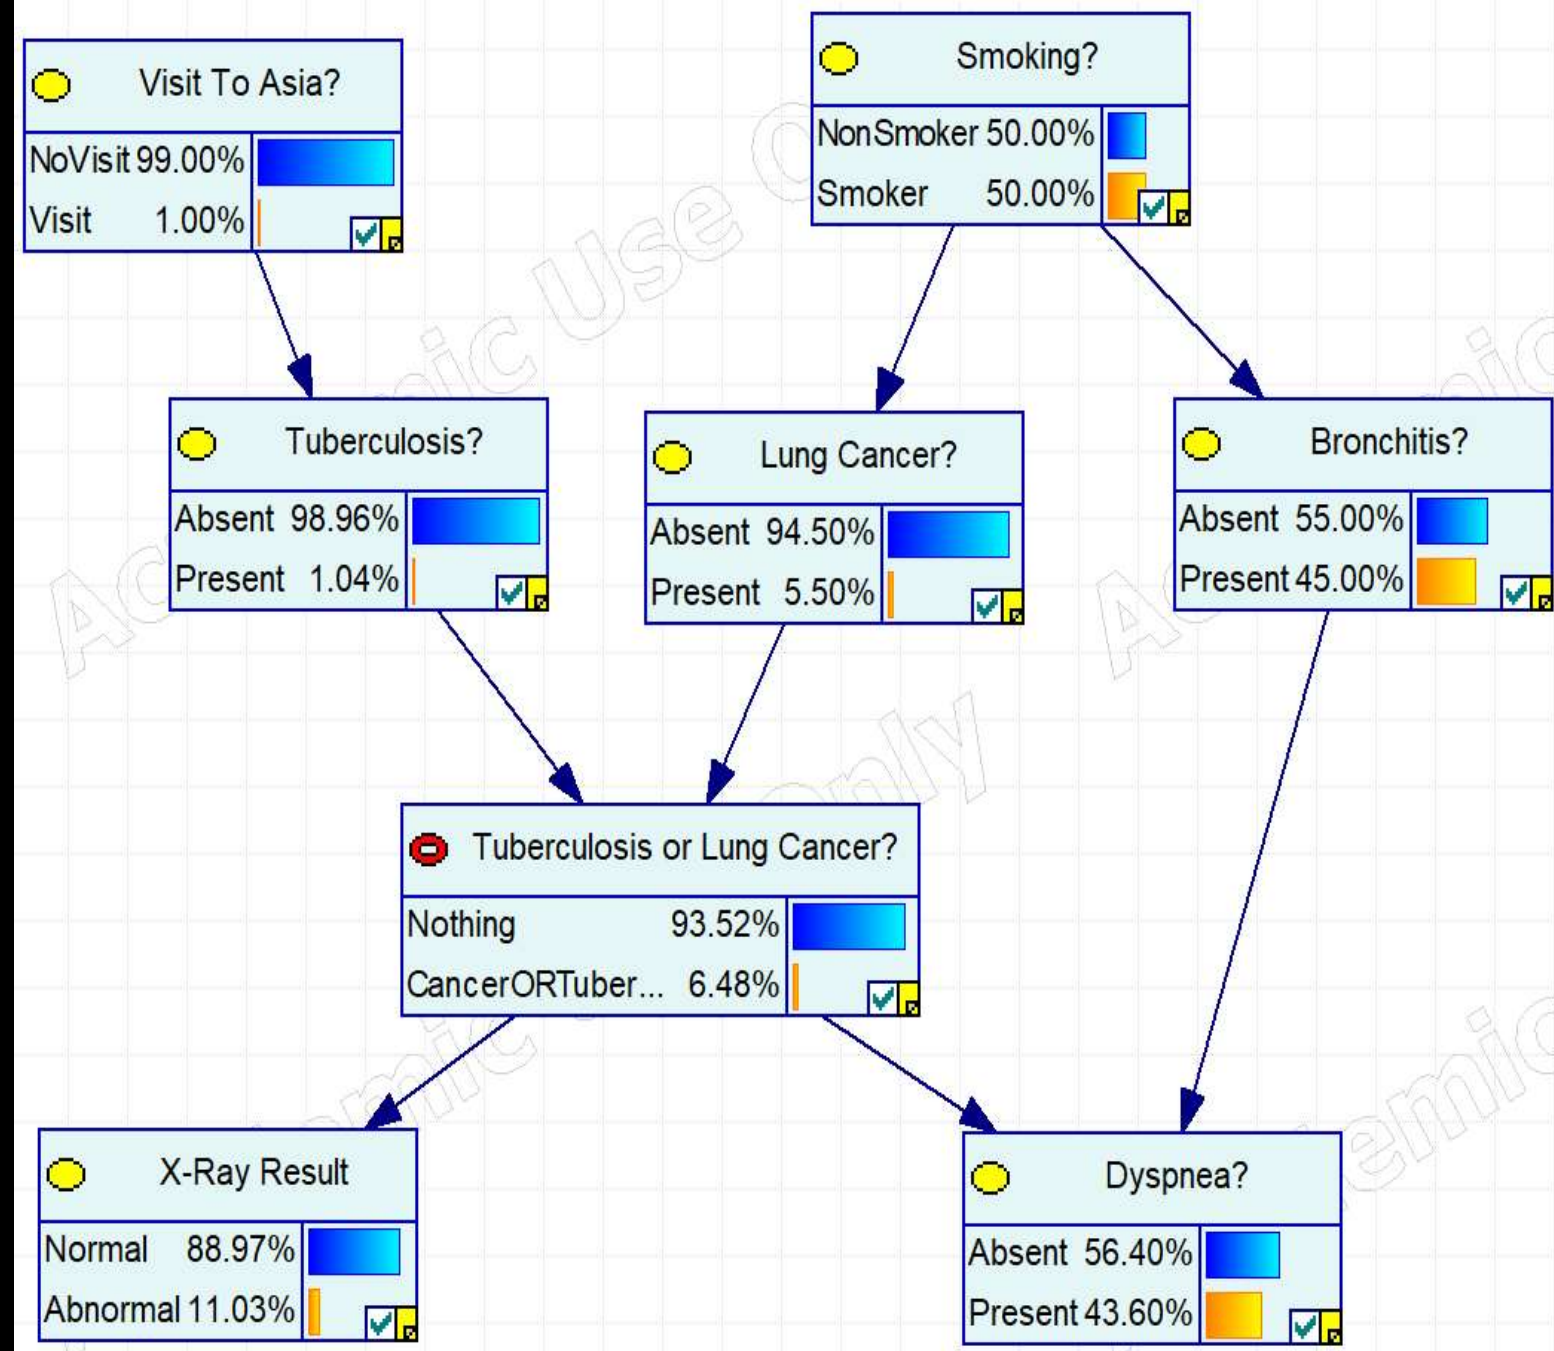 Visit To Asia?
NoVisit 99.00%
Visit 1.00%
Smoking?
NonSmoker 50.00%
Smoker 50.00%
Tuberculosis?
Absent 98.96%
Present 1.04%
Lung Cancer?
Absent 94.50%
Present 5.50%
Bronchitis?
Absent 55.00%
Present 45.00%
Tuberculosis or Lung Cancer?
Nothing 93.52%
CancerORTuber... 6.48%
X-Ray Result
Normal 88.97%
Abnormal 11.03%
Dyspnea?
Absent 56.40%
Present 43.60%